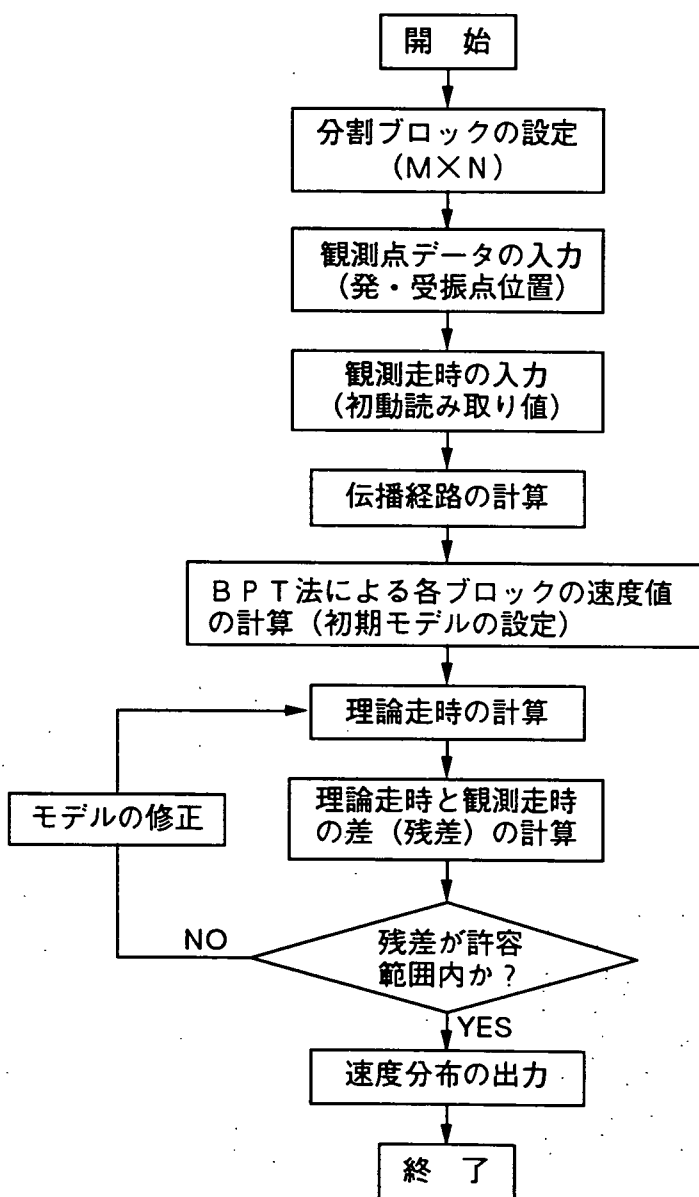 開 始
分割ブロックの設定
(M×N)
観測点データの入力
(発・受振点位置)
観測走時の入力
(初動読み取り値)
伝播経路の計算
BPT法による各ブロックの速度値
の計算(初期モデルの設定)
理論走時の計算
モデルの修正
理論走時と観測走時
の差(残差)の計算
NO
残差が許容
範囲内か?
YES
速度分布の出力
終 了